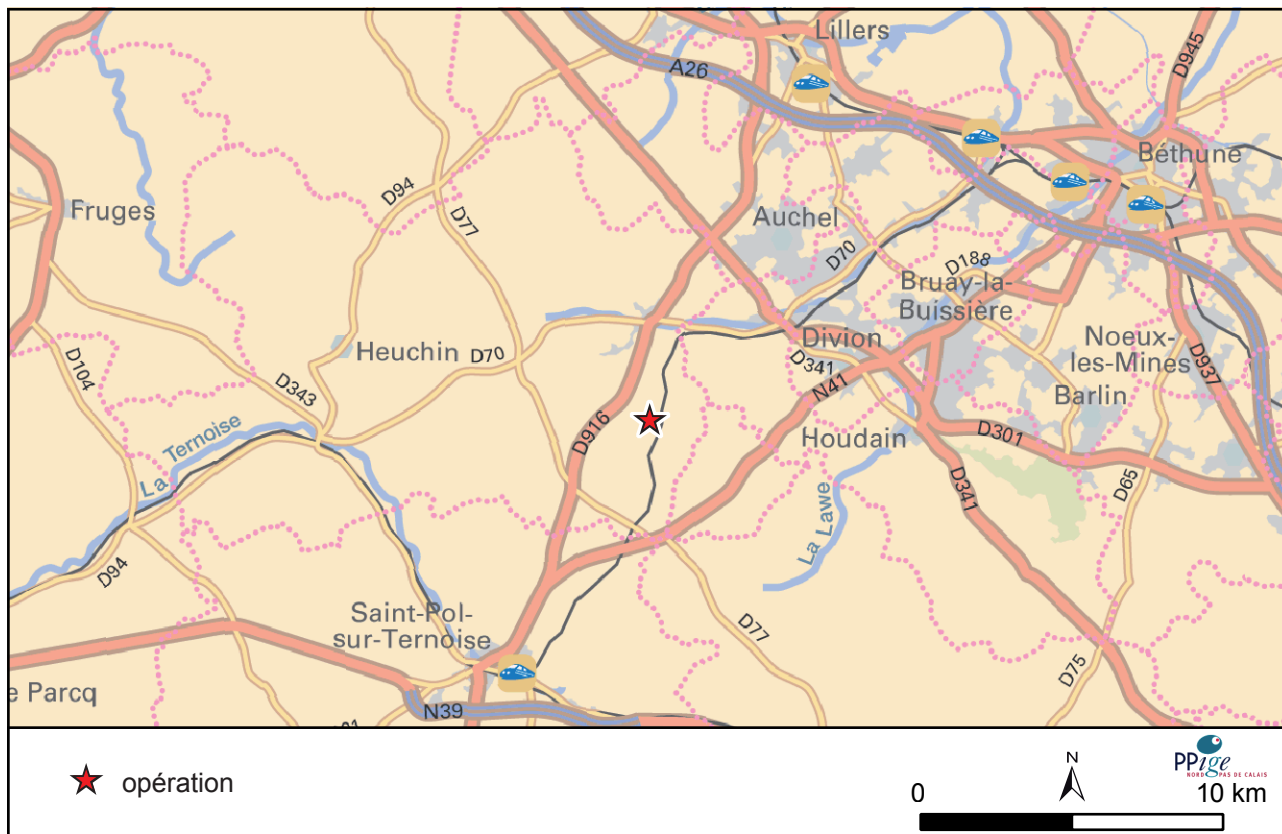 Lillers
A26
D945
Béthune
D94
Fruges
D77
Auchel
D70
D188
Bruay-la-
Buissière
Heuchin
D70
Divion
Noeux-
les-Mines
D104
D341
D937
D343
N41
Barlin
La Ternoise
D916
Houdain
D301
D65
D341
La Lawe
D94
Saint-Pol-
sur-Ternoise
D77
D75
e Parcq
N39
opération
N
PPige
NORD PAS DE CALAIS
0 10 km